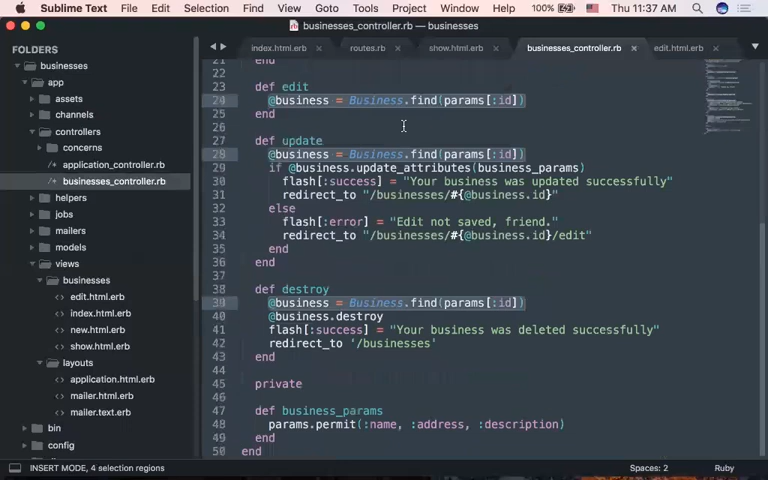 Sublime Text File Edit Selection Find View Goto Tools Project Window Help 100% Thu 11:37 AM
businesses_controller.rb — businesses
FOLDERS
businesses
app
assets
channels
controllers
concerns
application_controller.rb
businesses_controller.rb
helpers
jobs
mailers
models
views
businesses
edit.html.erb
index.html.erb
new.html.erb
show.html.erb
layouts
application.html.erb
mailer.html.erb
mailer.text.erb
bin
config
index.html.erb × routes.rb × show.html.erb × businesses_controller.rb × edit.html.erb ×
21 end
22
23 def edit
24 @business = Business.find(params[:id])
25 end
26
27 def update
28 @business = Business.find(params[:id])
29 if @business.update_attributes(business_params)
30 flash[:success] = "Your business was updated successfully"
31 redirect_to "/businesses/#{@business.id}"
32 else
33 flash[:error] = "Edit not saved, friend."
34 redirect_to "/businesses/#{@business.id}/edit"
35 end
36 end
37
38 def destroy
39 @business = Business.find(params[:id])
40 @business.destroy
41 flash[:success] = "Your business was deleted successfully"
42 redirect_to '/businesses'
43 end
44
45 private
46
47 def business_params
48 params.permit(:name, :address, :description)
49 end
50 end
INSERT MODE, 4 selection regions Spaces: 2 Ruby